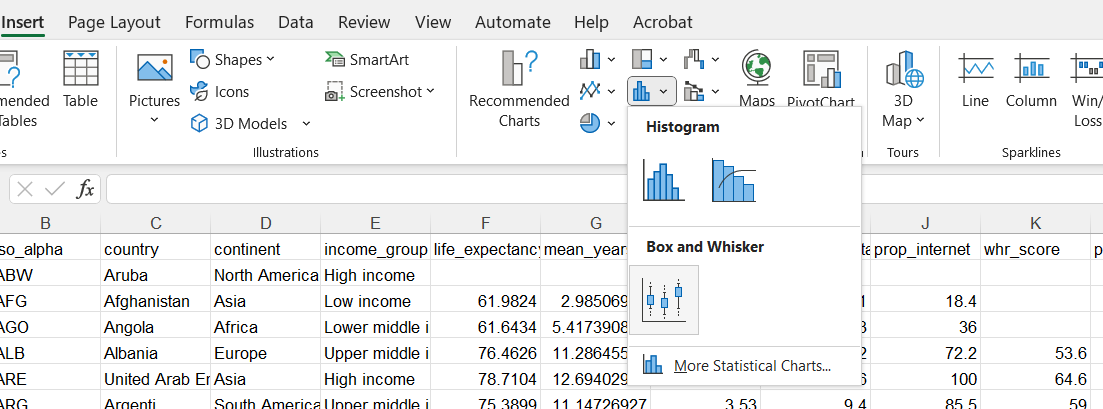 Insert Page Layout Formulas Data Review View Automate Help Acrobat
Shapes
SmartArt
Icons
Screenshot
3D Models
Table
Pictures
Illustrations
Recommended
Charts
Maps
PivotChart
3D
Map
Tours
Line
Column
Win/
Loss
Sparklines
Histogram
Box and Whisker
More Statistical Charts...
fx
B C D E F G J K
so_alpha country continent income_group life_expectancy mean_year prop_internet whr_score
ABW Aruba North America High income
AFG Afghanistan Asia Low income 61.9824 2.985069 18.4
AGO Angola Africa Lower middle i 61.6434 5.4173908 36
ALB Albania Europe Upper middle i 76.4626 11.286455 72.2 53.6
ARE United Arab Er Asia High income 78.7104 12.694029 100 64.6
ARG Argenti South America Upper middle i 75.3899 11.14726927 3.53 9.4 85.5 59